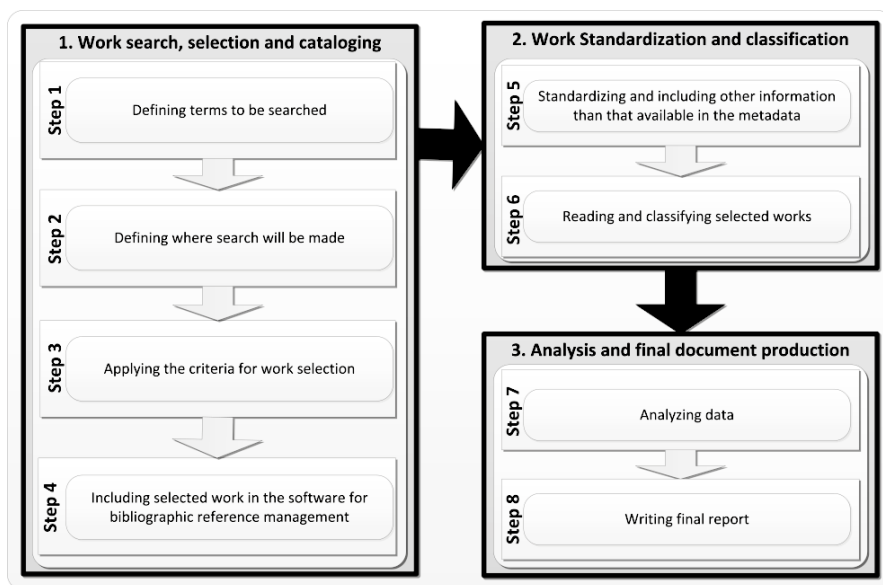 1. Work search, selection and cataloging
Step 1
Defining terms to be searched
Step 2
Defining where search will be made
Step 3
Applying the criteria for work selection
Step 4
Including selected work in the software for
bibliographic reference management
2. Work Standardization and classification
Step 5
Standardizing and including other information
than that available in the metadata
Step 6
Reading and classifying selected works
3. Analysis and final document production
Step 7
Analyzing data
Step 8
Writing final report